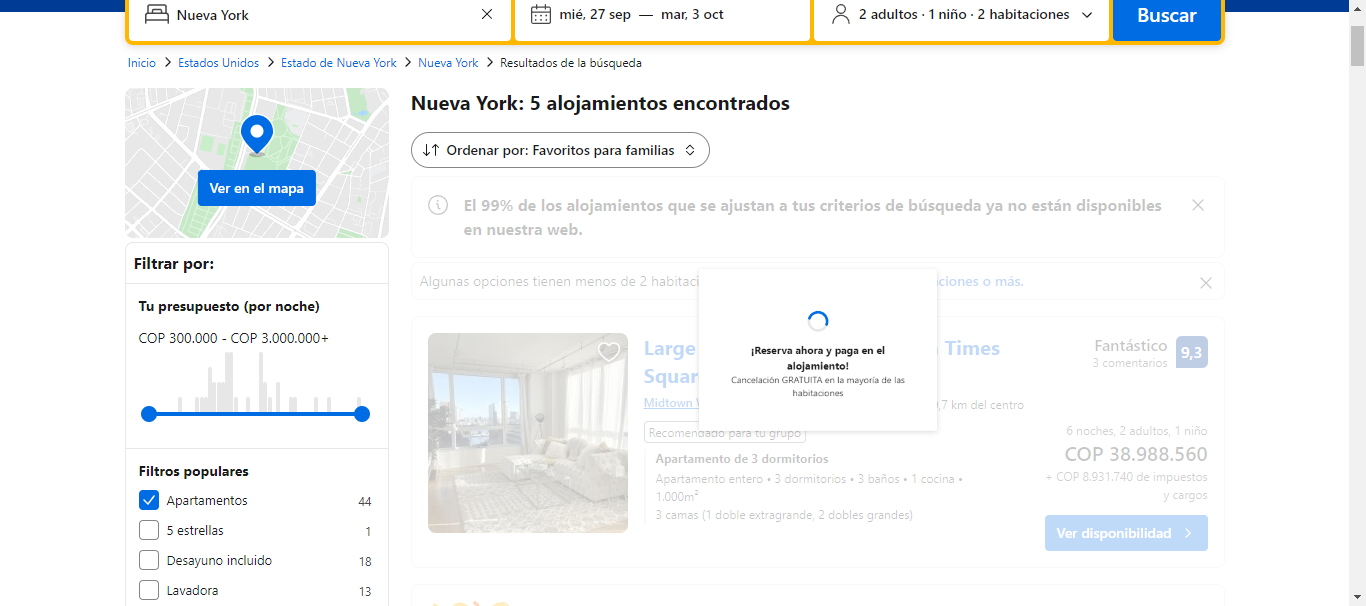 Nueva York
mié, 27 sep — mar, 3 oct
2 adultos · 1 niño · 2 habitaciones
Buscar
Inicio > Estados Unidos > Estado de Nueva York > Nueva York > Resultados de la búsqueda
Ver en el mapa
Filtrar por:
Tu presupuesto (por noche)
COP 300.000 - COP 3.000.000+
Filtros populares
Apartamentos 44
5 estrellas 1
Desayuno incluido 18
Lavadora 13
Nueva York: 5 alojamientos encontrados
Ordenar por: Favoritos para familias
El 99% de los alojamientos que se ajustan a tus criterios de búsqueda ya no están disponibles
en nuestra web.
Algunas opciones tienen menos de 2 habitaci
ciones o más.
¡Reserva ahora y paga en el
alojamiento!
Cancelación GRATUITA en la mayoría de las
habitaciones
Large
Times
Squar
Midtown
,7 km del centro
Recomendado para tu grupo
Apartamento de 3 dormitorios
Apartamento entero • 3 dormitorios • 3 baños • 1 cocina •
1.000m²
3 camas (1 doble extragrande, 2 dobles grandes)
Fantástico
3 comentarios
9,3
6 noches, 2 adultos, 1 niño
COP 38.988.560
+ COP 8.931.740 de impuestos
y cargos
Ver disponibilidad